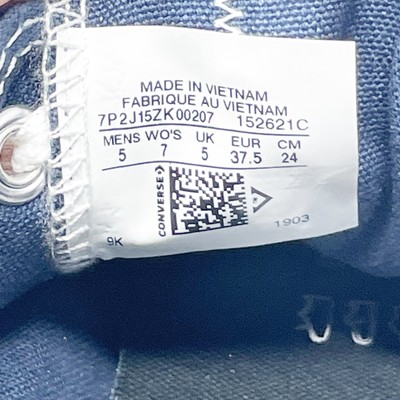 MADE IN VIETNAM
FABRIQUE AU VIETNAM
7P2J15ZK00207 152621C
MENS WO'S UK EUR CM
5 7 5 37.5 24
CONVERSE
1903
9K